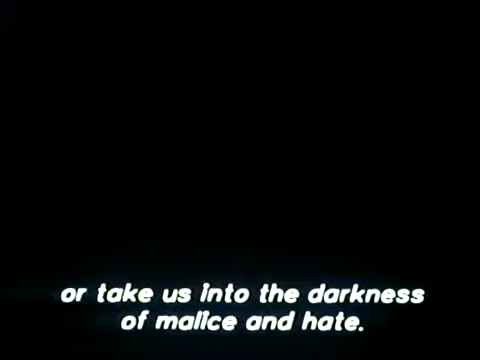 or take us into the darkness
of malice and hate.